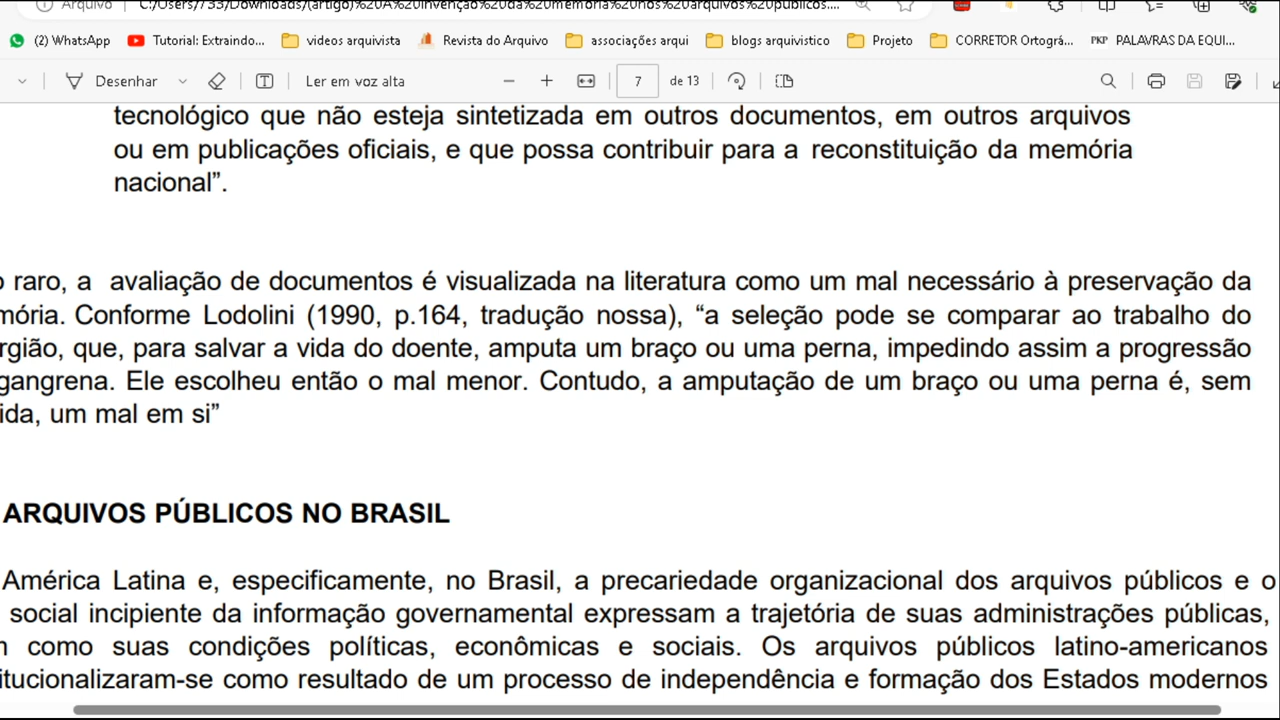 Arquivo C:/Users/733/Downloads/(artigo)%20A%20invenção%20da%20memória%20nos%20arquivos%20públicos....
(2) WhatsApp Tutorial: Extraindo... videos arquivista Revista do Arquivo associações arqui blogs arquivistico Projeto CORRETOR Ortográ... PKP PALAVRAS DA EQUI...
Desenhar Ler em voz alta 7 de 13
tecnológico que não esteja sintetizada em outros documentos, em outros arquivos
ou em publicações oficiais, e que possa contribuir para a reconstituição da memória
nacional”.
o raro, a avaliação de documentos é visualizada na literatura como um mal necessário à preservação da
mória. Conforme Lodolini (1990, p.164, tradução nossa), “a seleção pode se comparar ao trabalho do
rgião, que, para salvar a vida do doente, amputa um braço ou uma perna, impedindo assim a progressão
gangrena. Ele escolheu então o mal menor. Contudo, a amputação de um braço ou uma perna é, sem
ida, um mal em si”
ARQUIVOS PÚBLICOS NO BRASIL
América Latina e, especificamente, no Brasil, a precariedade organizacional dos arquivos públicos e o
social incipiente da informação governamental expressam a trajetória de suas administrações públicas,
como suas condições políticas, econômicas e sociais. Os arquivos públicos latino-americanos
itucionalizaram-se como resultado de um processo de independência e formação dos Estados modernos